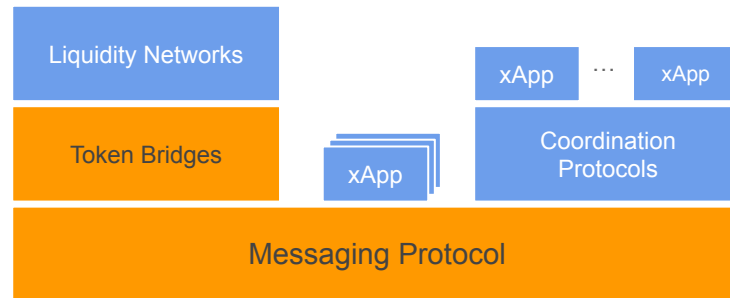 Liquidity Networks
xApp
...
xApp
Token Bridges
xApp
Coordination
Protocols
Messaging Protocol